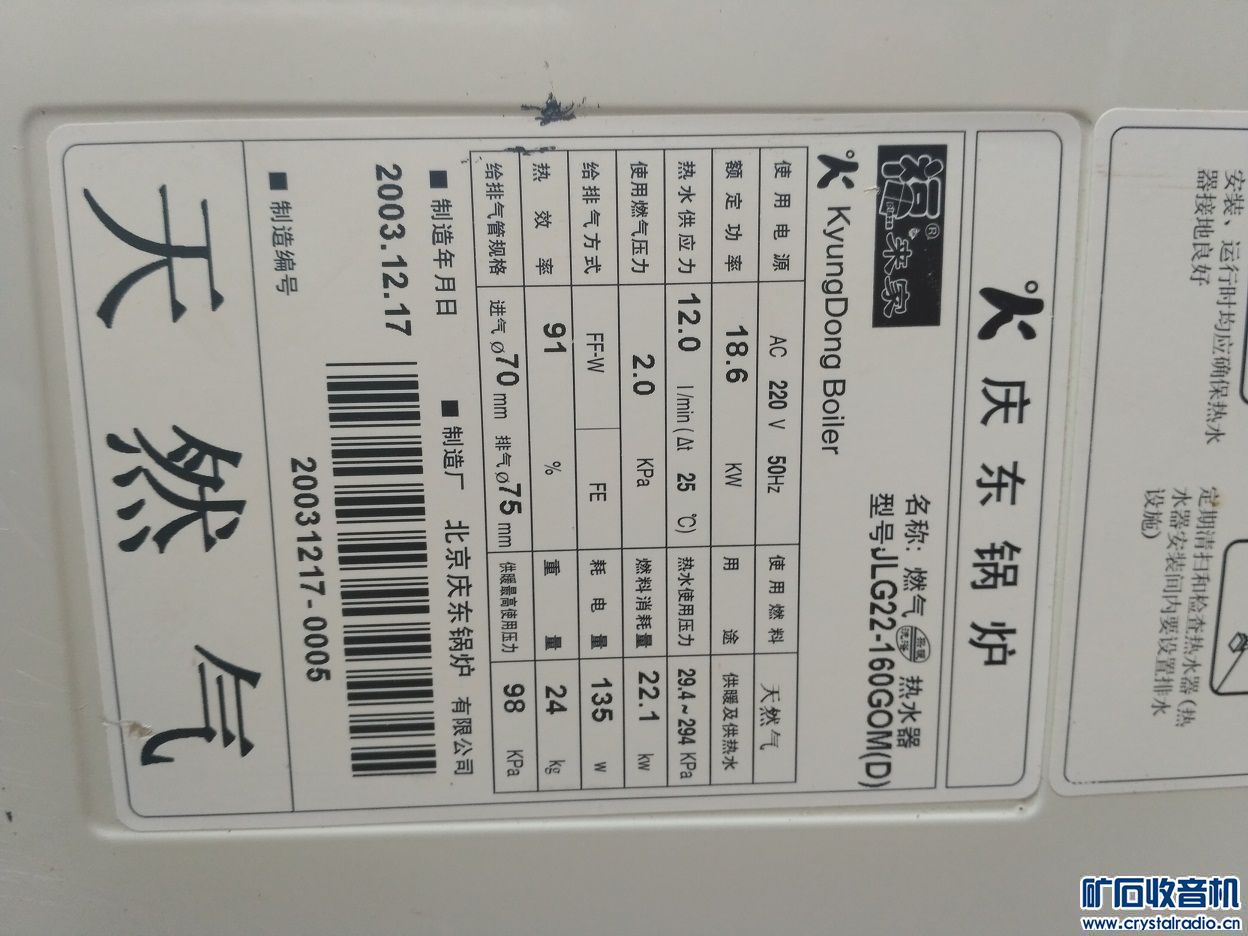 安装、运行时均应确保热水
器接地良好
定期清扫和检查热水器(热
水器安装间内要设置排水
设施)
庆东锅炉
福来家®
名称: 燃气 热水器
型号JLG22-160GOM(D)
KyungDong Boiler
使用电源 AC 220 V 50Hz 使用燃料 天然气
额定功率 18.6 KW 用途 供暖及供热水
热水供应力 12.0 l/min(Δt 25 ℃) 热水使用压力 29.4~294 KPa
使用燃气压力 2.0 KPa 燃料消耗量 22.1 kw
给排气方式 FF-W FE 耗电量 135 w
热效率 91 % 重量 24 kg
给排气管规格 进气ø70 mm 排气ø75 mm 供暖最高使用压力 98 KPa
■ 制造年月日 ■ 制造厂 北京庆东锅炉 有限公司
2003.12.17
20031217-0005
■ 制造编号
天然气
矿石收音机
www.crystalradio.cn